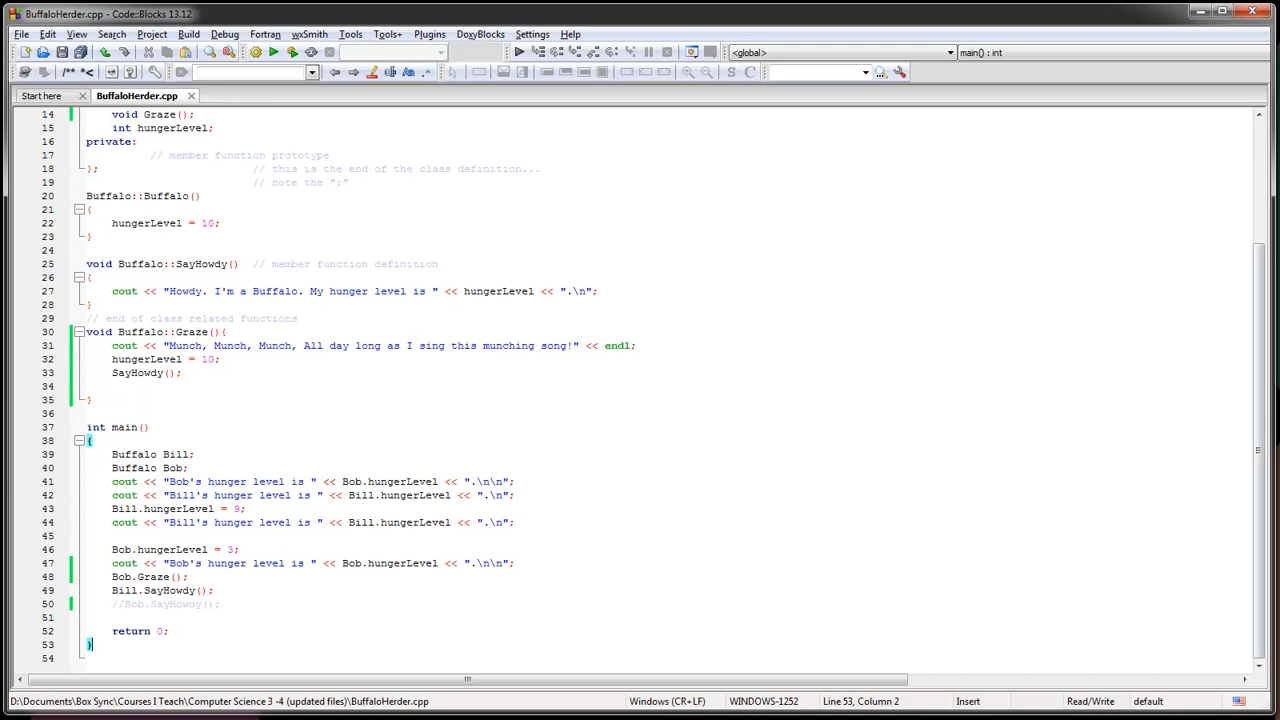 BuffaloHerder.cpp - Code::Blocks 13.12
File Edit View Search Project Build Debug Fortran wxSmith Tools Tools+ Plugins DoxyBlocks Settings Help
<global> main() : int
/** *<
Start here BuffaloHerder.cpp
14 void Graze();
15 int hungerLevel;
16 private:
17 // member function prototype
18 }; // this is the end of the class definition...
19 // note the ";"
20 Buffalo::Buffalo()
21 {
22 hungerLevel = 10;
23 }
24
25 void Buffalo::SayHowdy() // member function definition
26 {
27 cout << "Howdy. I'm a Buffalo. My hunger level is " << hungerLevel << ".\n";
28 }
29 // end of class related functions
30 void Buffalo::Graze(){
31 cout << "Munch, Munch, Munch, All day long as I sing this munching song!" << endl;
32 hungerLevel = 10;
33 SayHowdy();
34
35 }
36
37 int main()
38 {
39 Buffalo Bill;
40 Buffalo Bob;
41 cout << "Bob's hunger level is " << Bob.hungerLevel << ".\n\n";
42 cout << "Bill's hunger level is " << Bill.hungerLevel << ".\n\n";
43 Bill.hungerLevel = 9;
44 cout << "Bill's hunger level is " << Bill.hungerLevel << ".\n\n";
45
46 Bob.hungerLevel = 3;
47 cout << "Bob's hunger level is " << Bob.hungerLevel << ".\n\n";
48 Bob.Graze();
49 Bill.SayHowdy();
50 //Bob.SayHowdy();
51
52 return 0;
53 }
54
D:\Documents\Box Sync\Courses I Teach\Computer Science 3 -4 (updated files)\BuffaloHerder.cpp Windows (CR+LF) WINDOWS-1252 Line 53, Column 2 Insert Read/Write default